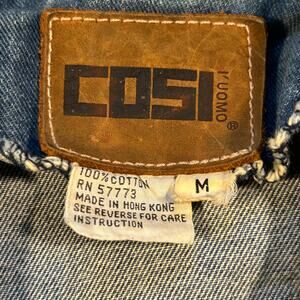 COSI
L'UOMO ®
100% COTTON
RN 57773
MADE IN HONG KONG
SEE REVERSE FOR CARE
INSTRUCTION
M